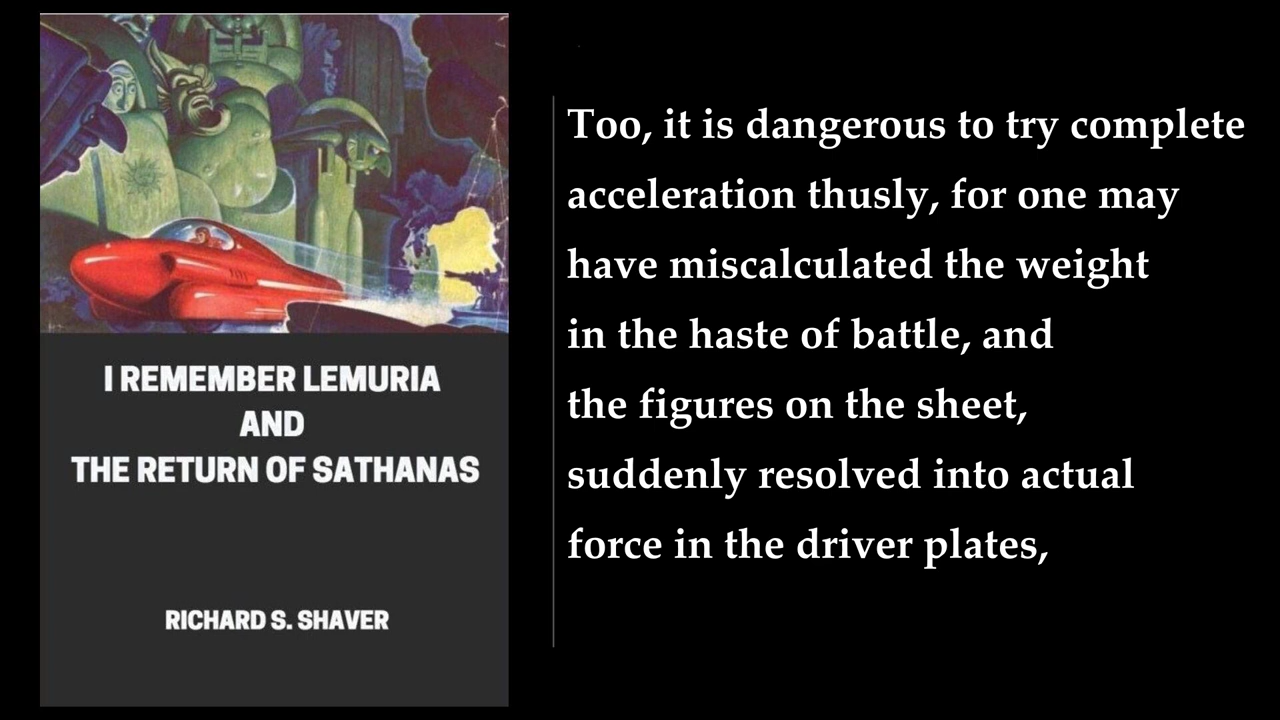 I REMEMBER LEMURIA
AND
THE RETURN OF SATHANAS
RICHARD S. SHAVER
Too, it is dangerous to try complete
acceleration thusly, for one may
have miscalculated the weight
in the haste of battle, and
the figures on the sheet,
suddenly resolved into actual
force in the driver plates,